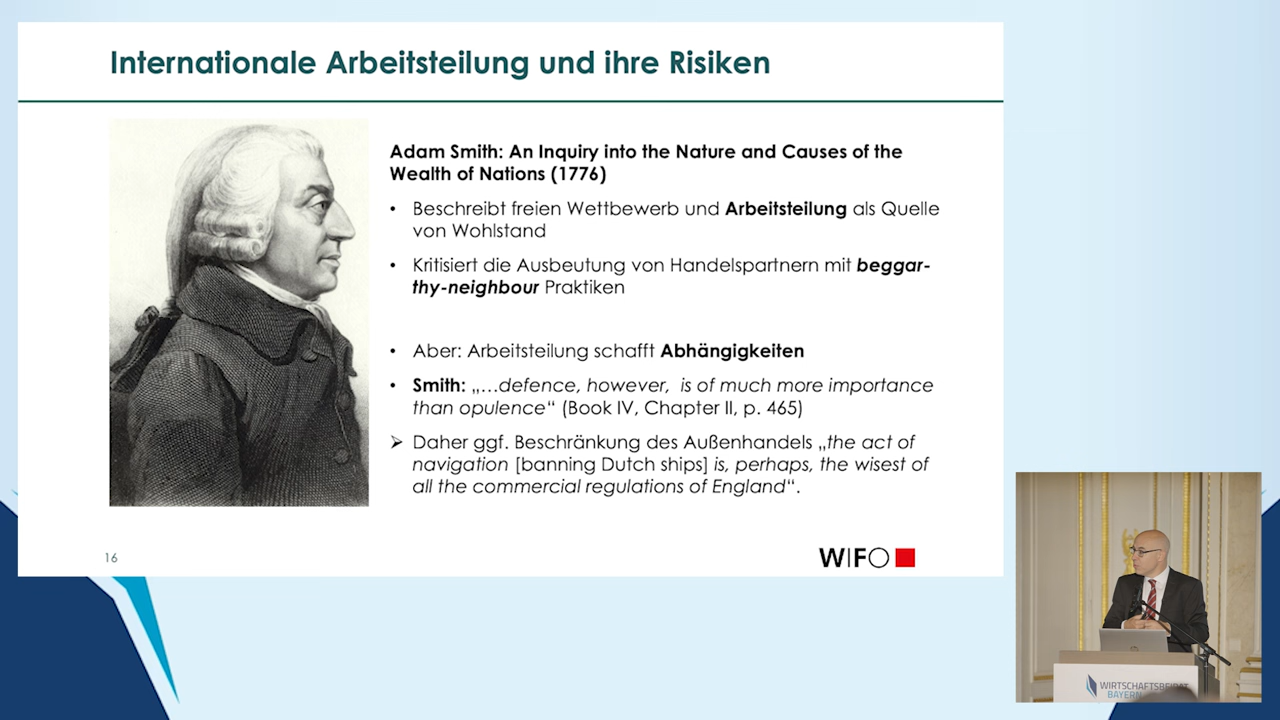 Internationale Arbeitsteilung und ihre Risiken
Adam Smith: An Inquiry into the Nature and Causes of the
Wealth of Nations (1776)
• Beschreibt freien Wettbewerb und Arbeitsteilung als Quelle
von Wohlstand
• Kritisiert die Ausbeutung von Handelspartnern mit beggar-
thy-neighbour Praktiken
• Aber: Arbeitsteilung schafft Abhängigkeiten
• Smith: „…defence, however, is of much more importance
than opulence“ (Book IV, Chapter II, p. 465)
➢ Daher ggf. Beschränkung des Außenhandels „the act of
navigation [banning Dutch ships] is, perhaps, the wisest of
all the commercial regulations of England“.
16
WIFO
WIRTSCHAFTSBEIRAT
BAYERN